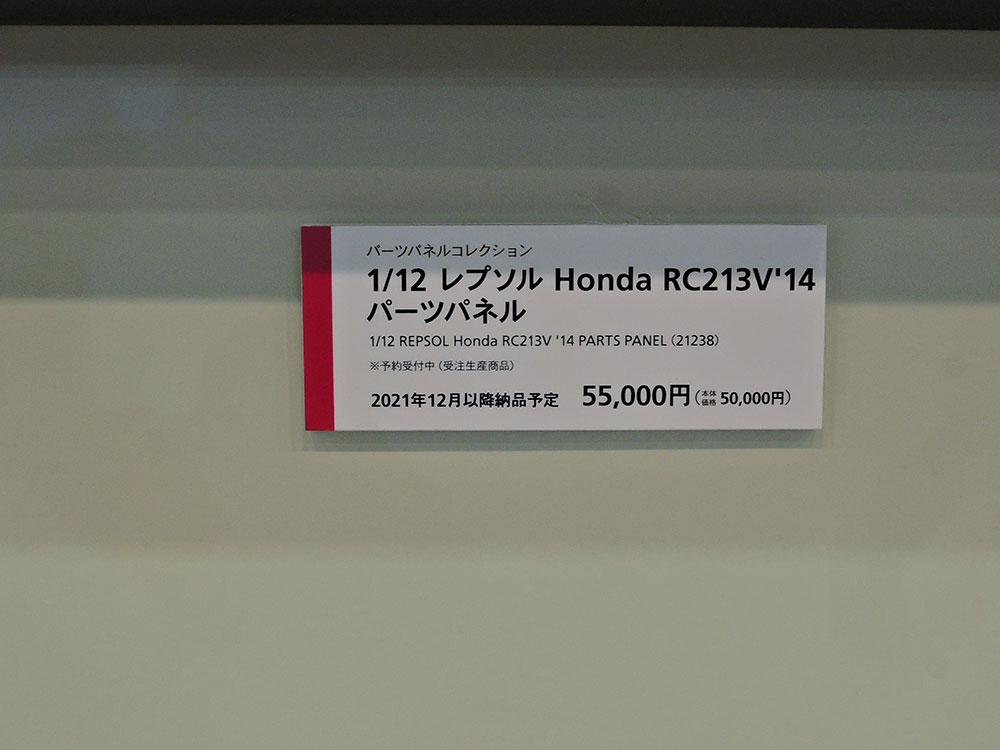 パーツパネルコレクション
1/12 レプソル Honda RC213V'14
パーツパネル
1/12 REPSOL Honda RC213V '14 PARTS PANEL (21238)
※予約受付中(受注生産商品)
2021年12月以降納品予定 55,000円(本体価格 50,000円)